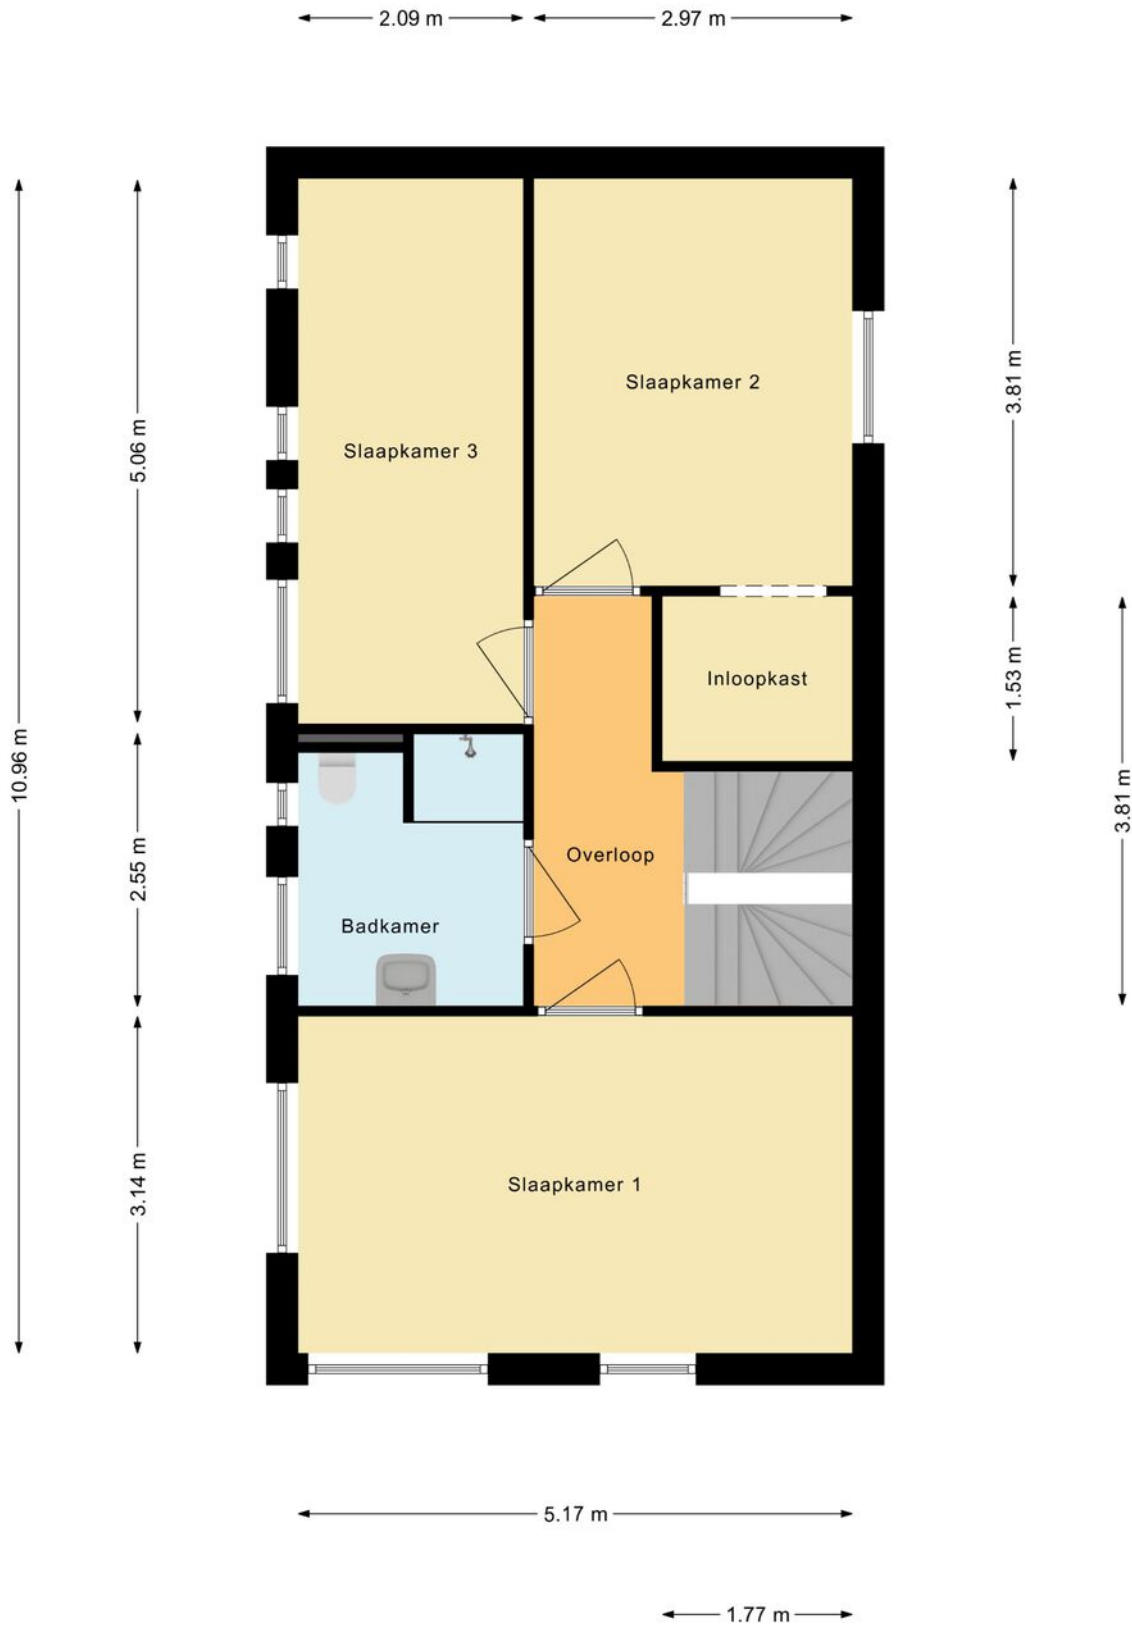 2.09 m
2.97 m
Slaapkamer 2
3.81 m
5.06 m
Slaapkamer 3
Inloopkast
1.53 m
10.96 m
3.81 m
2.55 m
Overloop
Badkamer
3.14 m
Slaapkamer 1
5.17 m
1.77 m